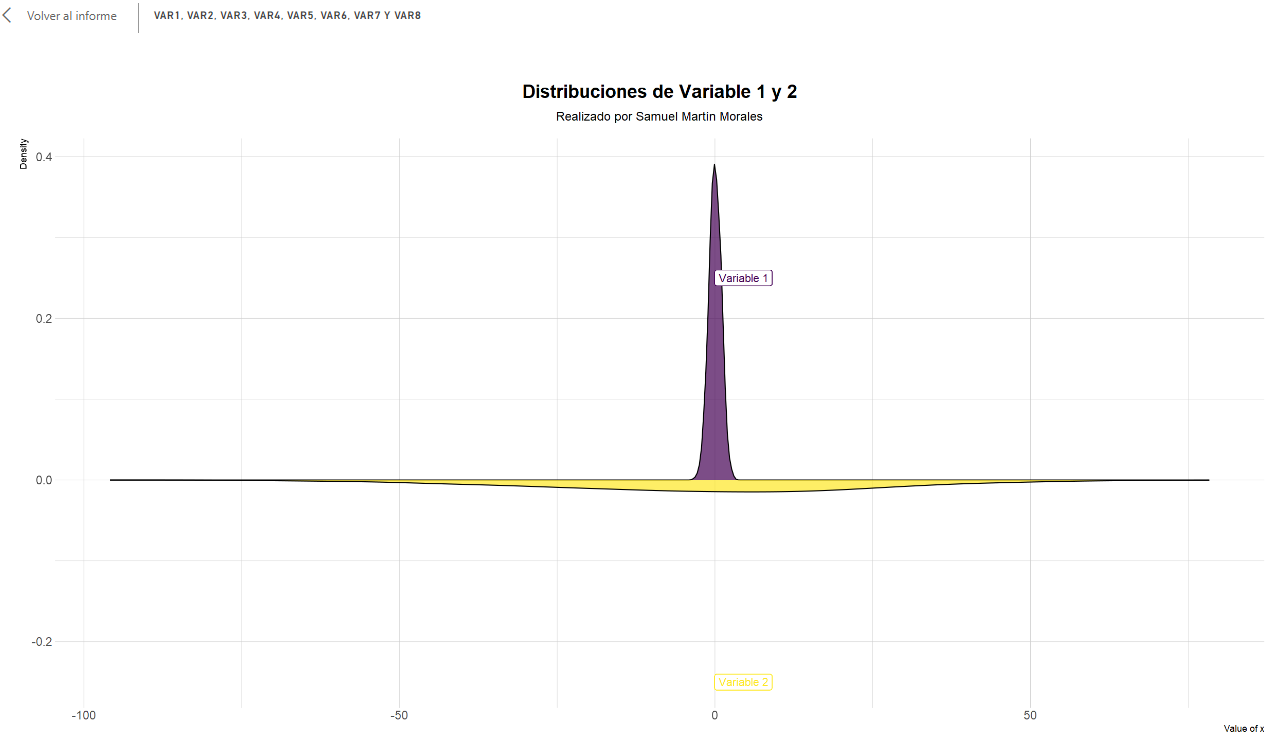 Volver al informe
VAR1, VAR2, VAR3, VAR4, VAR5, VAR6, VAR7 Y VAR8
Distribuciones de Variable 1 y 2
Realizado por Samuel Martin Morales
Density
0.4
Variable 1
0.2
0.0
-0.2
Variable 2
-100
-50
0
50
Value of x